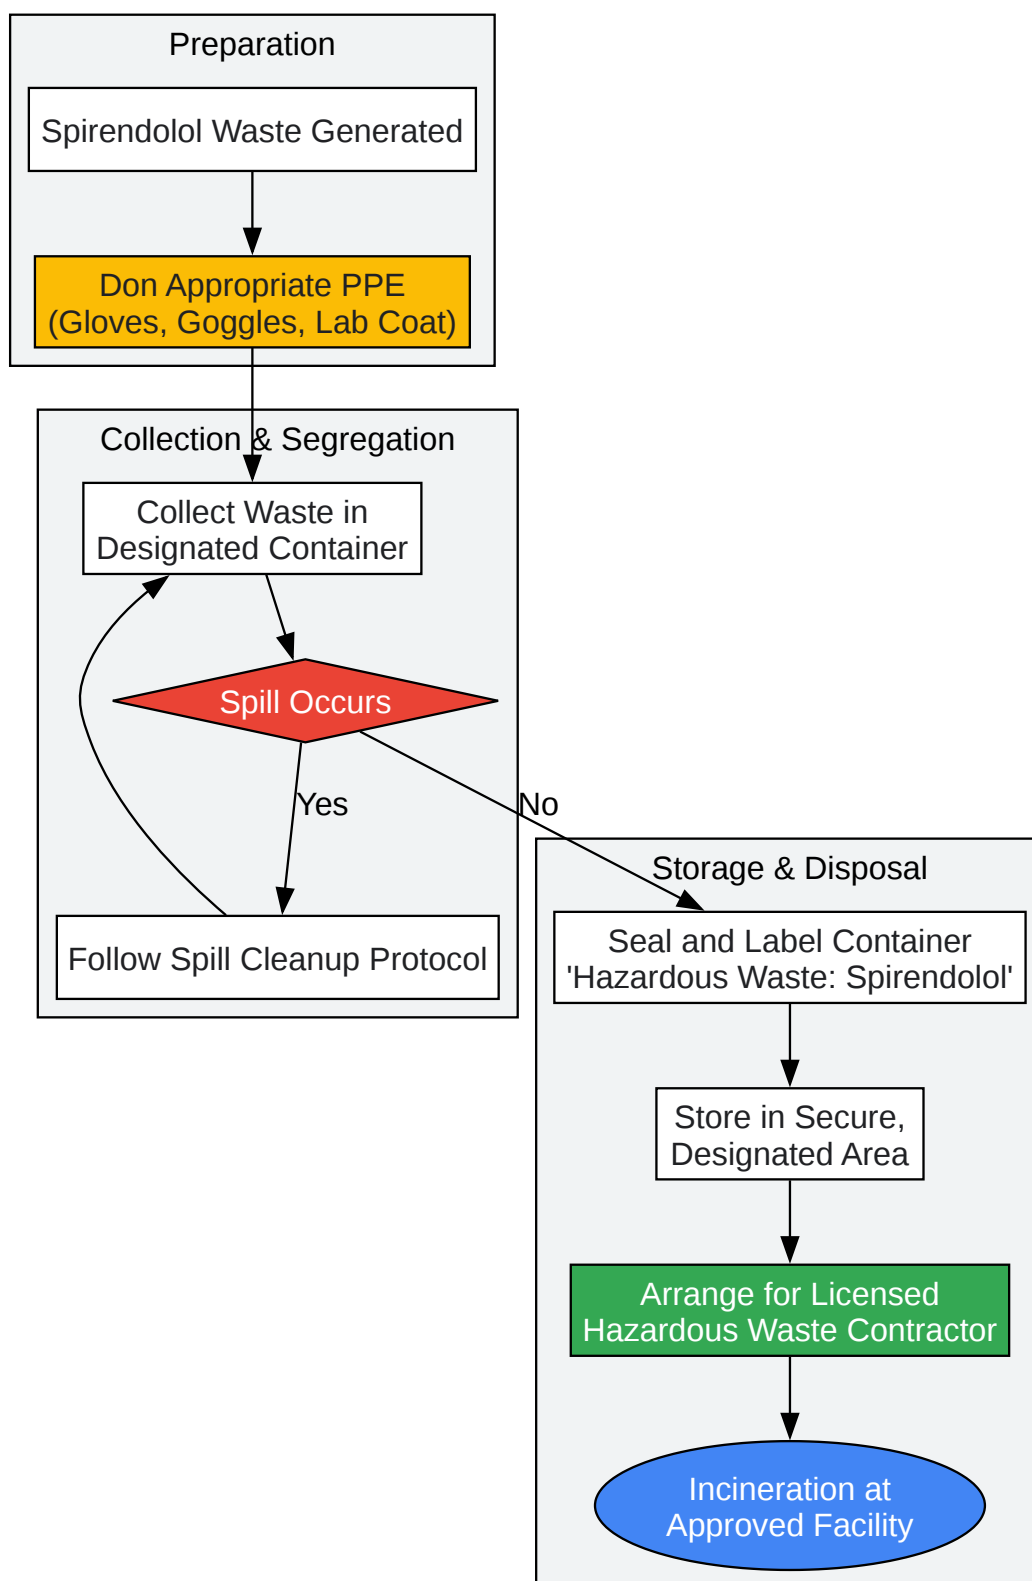 Preparation
Spirendolol Waste Generated
Don Appropriate PPE
(Gloves, Goggles, Lab Coat)
Collection & Segregation
Collect Waste in
Designated Container
Spill Occurs
Yes
No
Follow Spill Cleanup Protocol
Storage & Disposal
Seal and Label Container
'Hazardous Waste: Spirendolol'
Store in Secure,
Designated Area
Arrange for Licensed
Hazardous Waste Contractor
Incineration at
Approved Facility